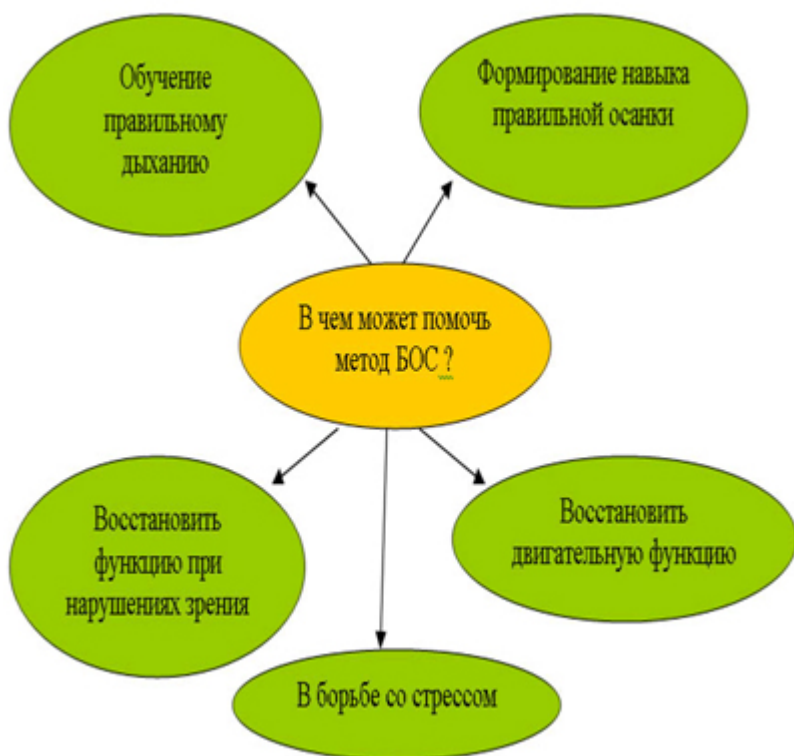 Обучение
правильному
дыханию
Формирование навыка
правильной осанки
В чем может помочь
метод БОС ?
Восстановить
функцию при
нарушениях зрения
Восстановить
двигательную функцию
В борьбе со стрессом